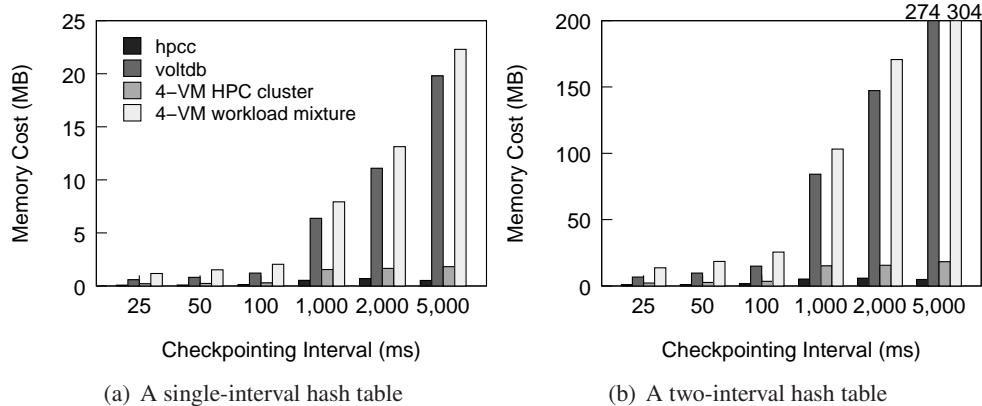 274 304
25
20
15
10
5
0
Memory Cost (MB)
hpcc
voltdb
4−VM HPC cluster
4−VM workload mixture
25 50 100 1,000 2,000 5,000
Checkpointing Interval (ms)
(a) A single-interval hash table
200
150
100
50
0
Memory Cost (MB)
25 50 100 1,000 2,000 5,000
Checkpointing Interval (ms)
(b) A two-interval hash table